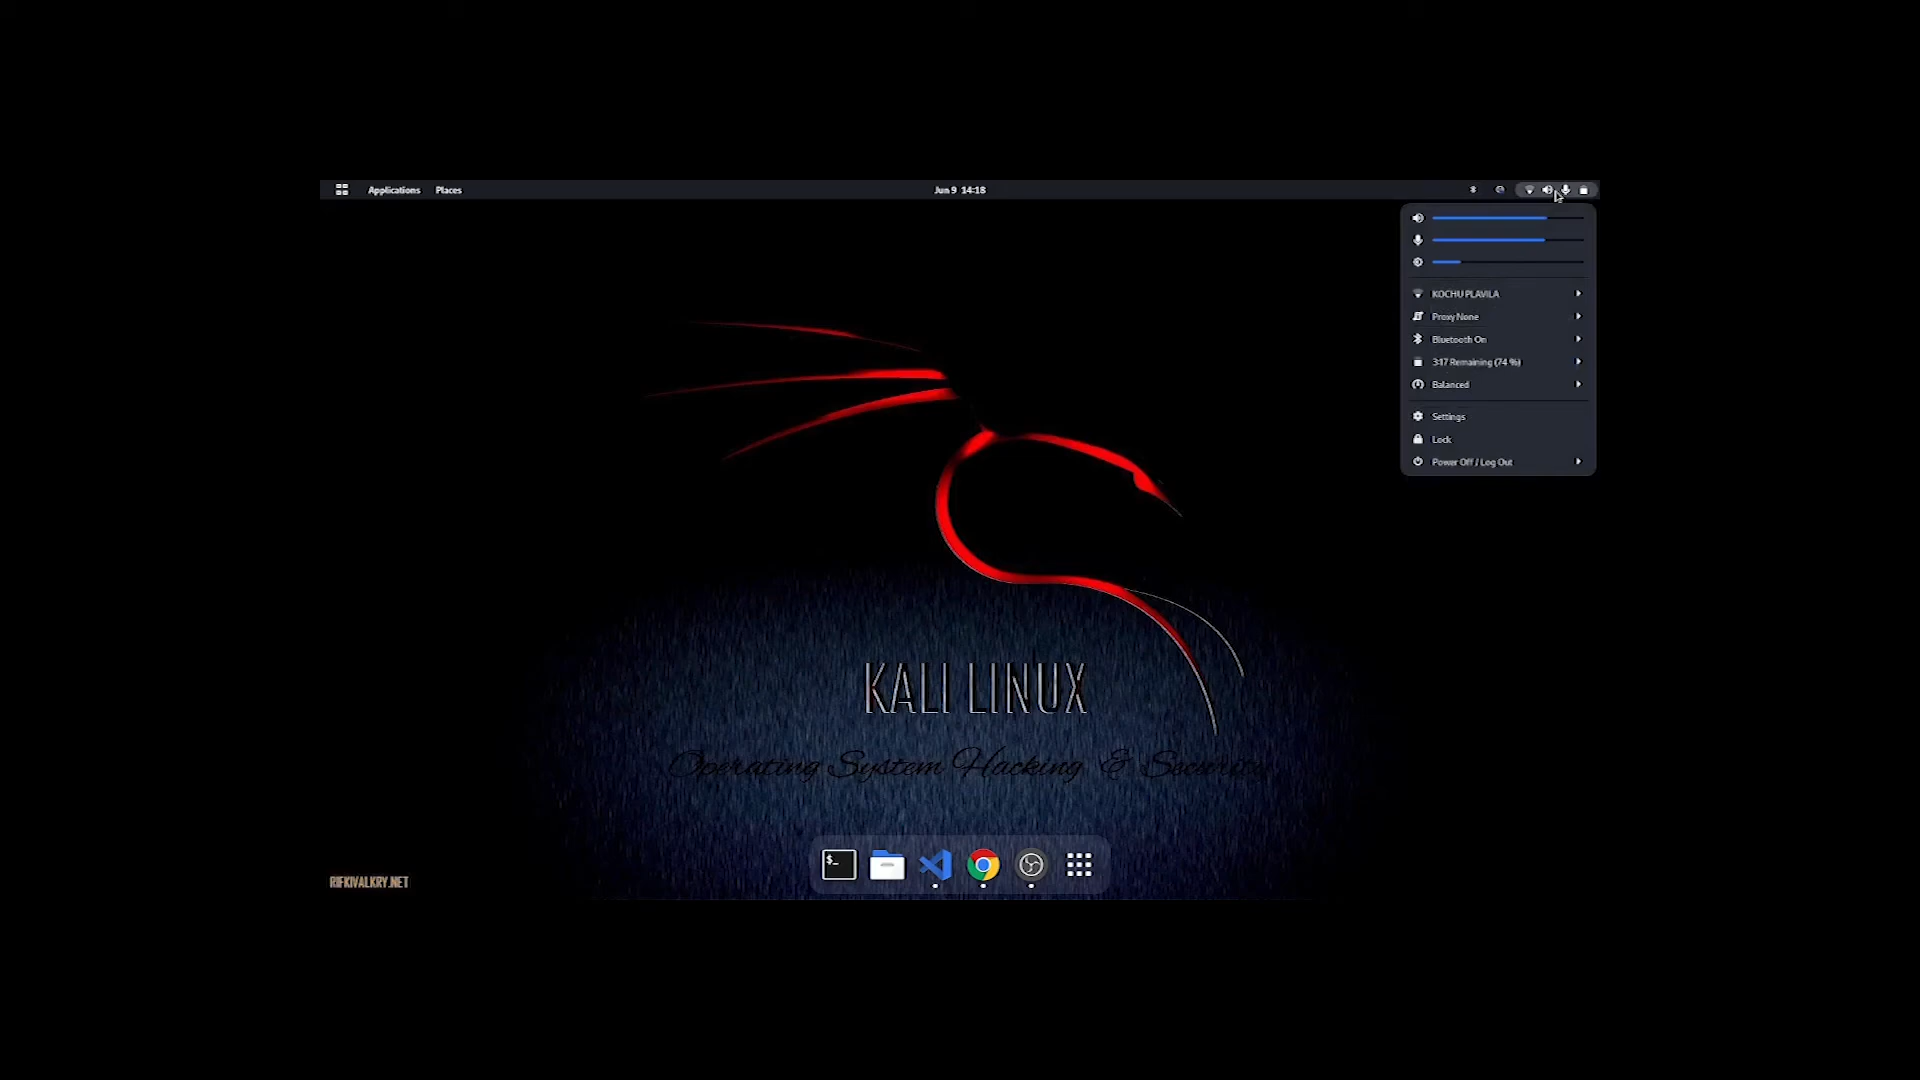 Applications Places Jun 9 14:18
KOCHU PLAVILA
Proxy None
Bluetooth On
3:17 Remaining (74 %)
Balanced
Settings
Lock
Power Off / Log Out
KALI LINUX
Operating System Hacking & Security
$_
RIFKIVALKRY.NET